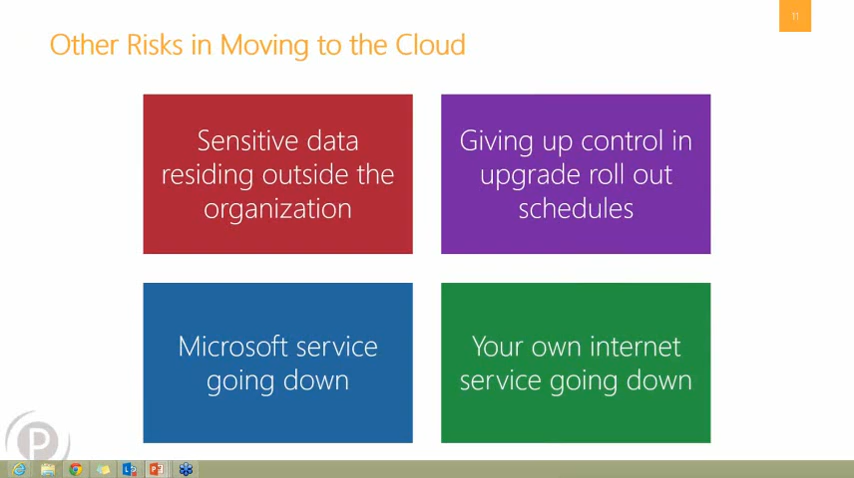 11
Other Risks in Moving to the Cloud
Sensitive data
residing outside the
organization
Giving up control in
upgrade roll out
schedules
Microsoft service
going down
Your own internet
service going down
P